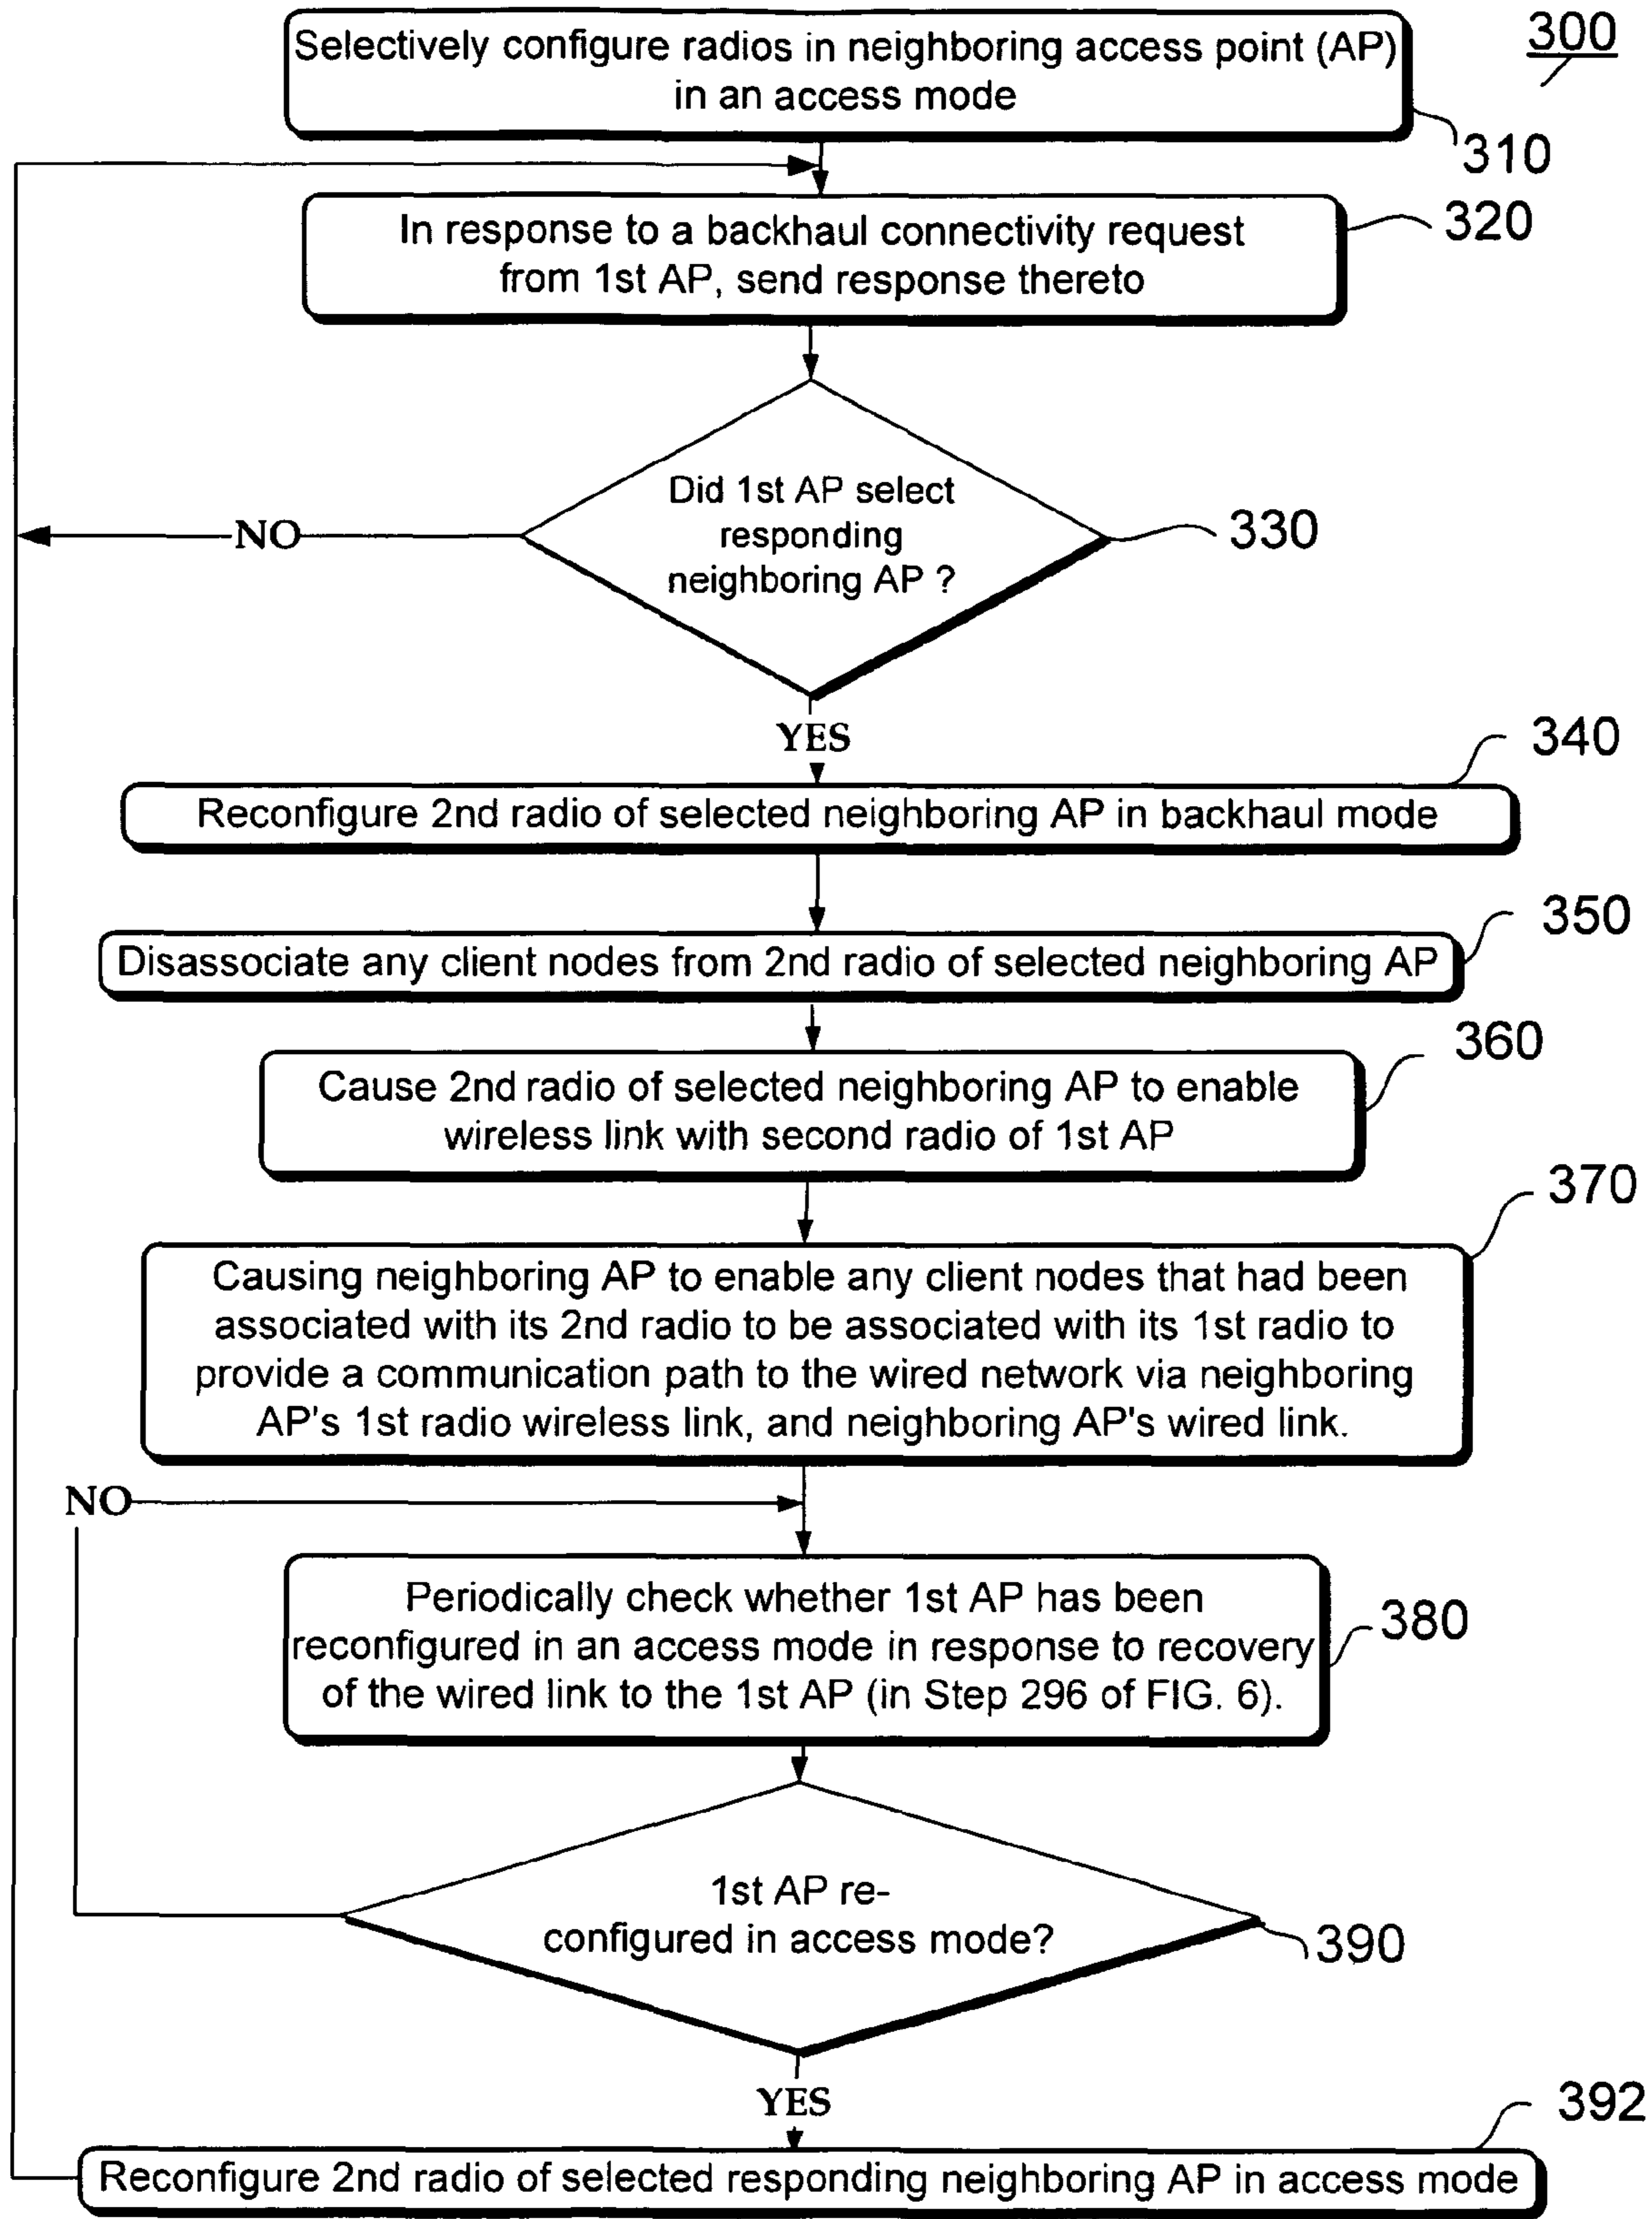 300
Selectively configure radios in neighboring access point (AP)
in an access mode
310
In response to a backhaul connectivity request
from 1st AP, send response thereto
320
Did 1st AP select
responding
neighboring AP ?
330
NO
YES
340
Reconfigure 2nd radio of selected neighboring AP in backhaul mode
350
Disassociate any client nodes from 2nd radio of selected neighboring AP
360
Cause 2nd radio of selected neighboring AP to enable
wireless link with second radio of 1st AP
370
Causing neighboring AP to enable any client nodes that had been
associated with its 2nd radio to be associated with its 1st radio to
provide a communication path to the wired network via neighboring
AP's 1st radio wireless link, and neighboring AP's wired link.
NO
Periodically check whether 1st AP has been
reconfigured in an access mode in response to recovery
of the wired link to the 1st AP (in Step 296 of FIG. 6).
380
1st AP re-
configured in access mode?
390
YES
392
Reconfigure 2nd radio of selected responding neighboring AP in access mode